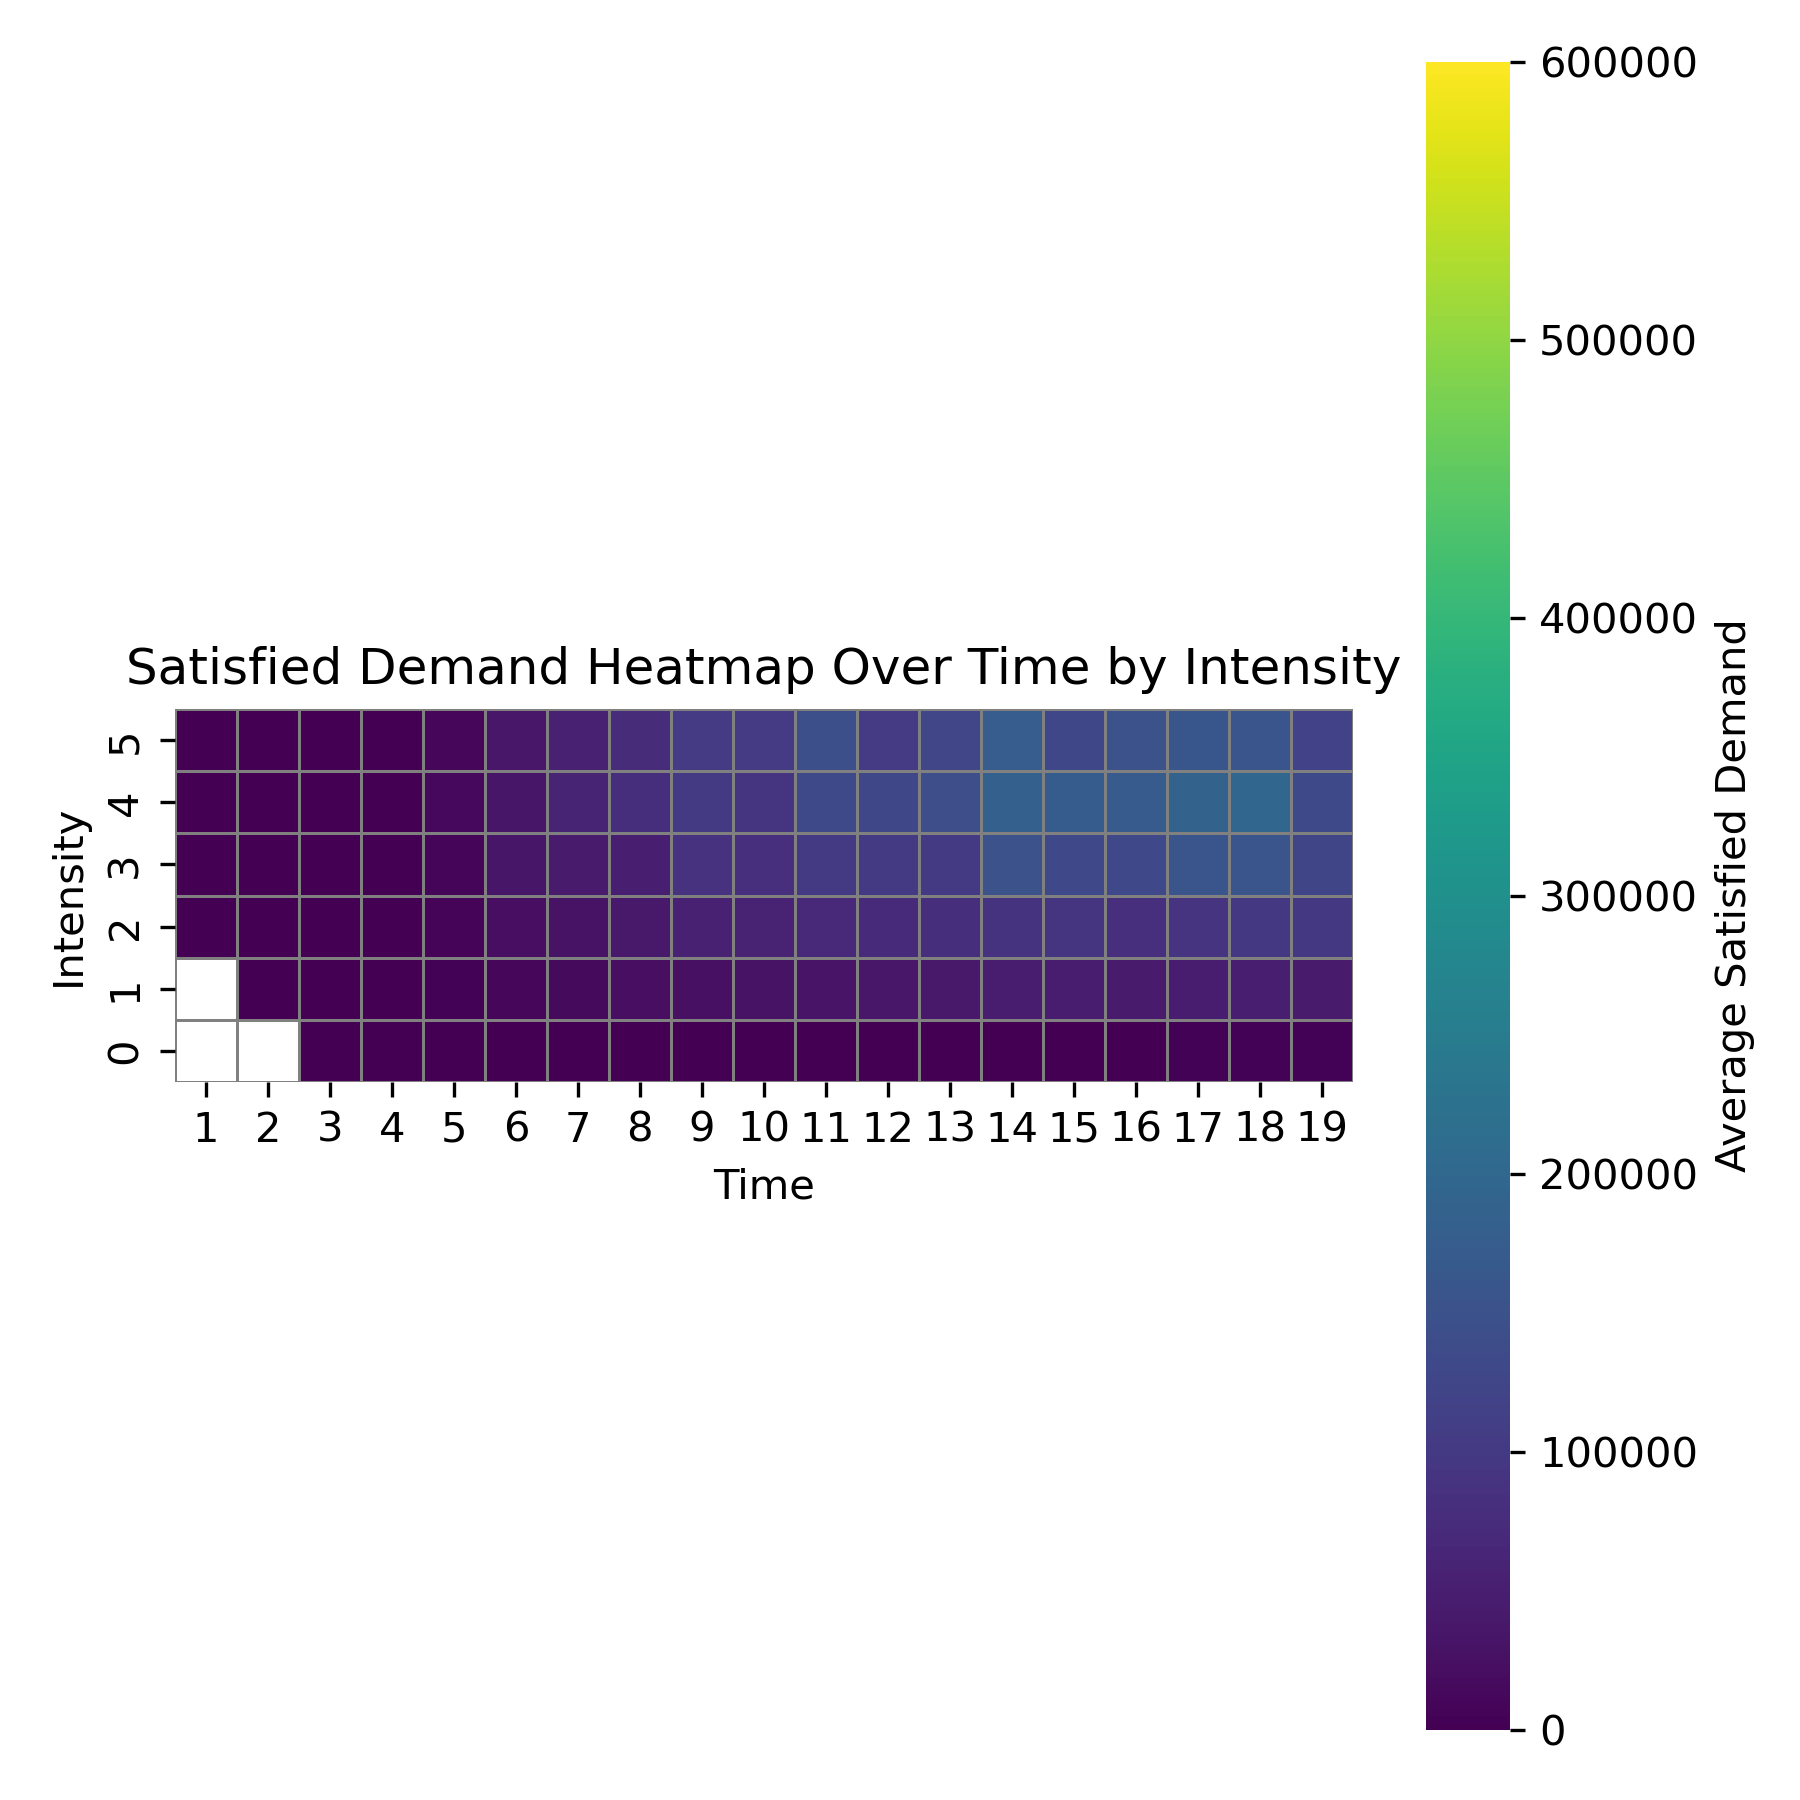 Satisfied Demand Heatmap Over Time by Intensity
Intensity
5
4
3
2
1
0
1 2 3 4 5 6 7 8 9 10 11 12 13 14 15 16 17 18 19
Time
600000
500000
400000
300000
200000
100000
0
Average Satisfied Demand